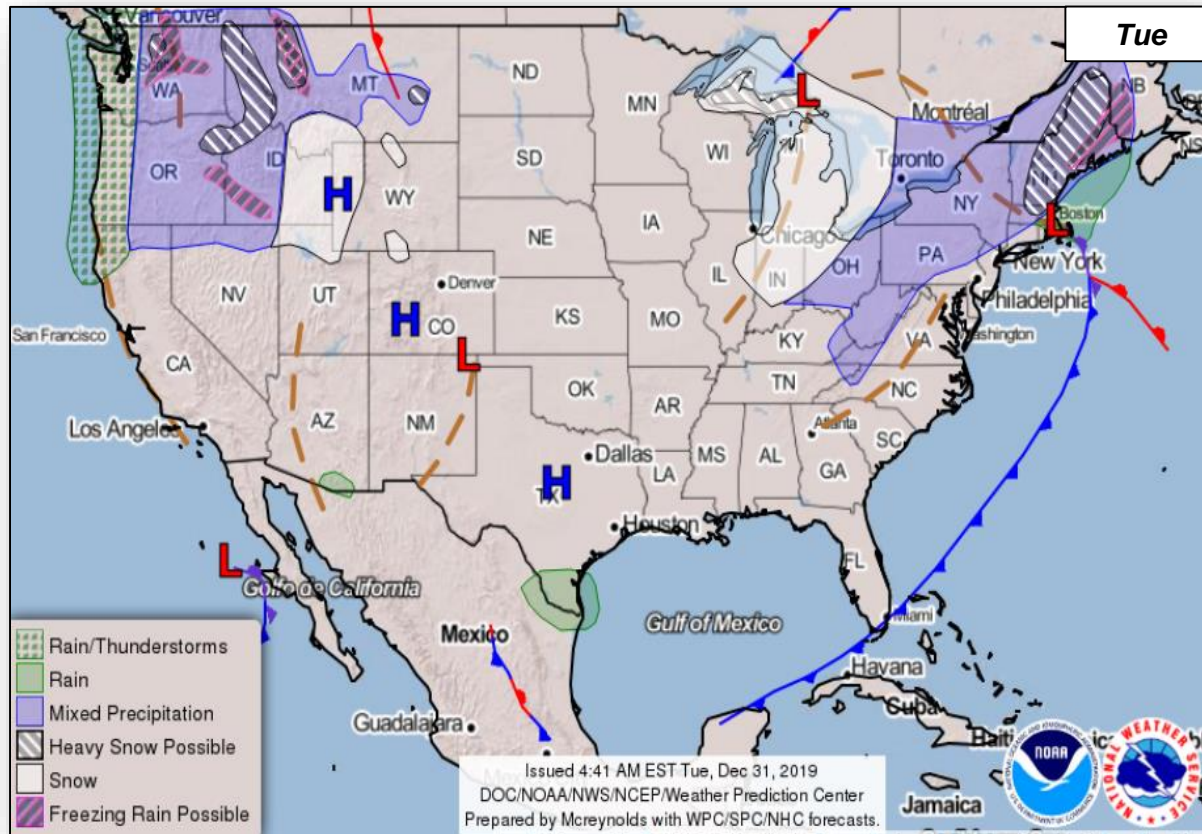 Tue
Vancouver
WA
MT
ND
MN
Montréal
NB
NS
OR
ID
SD
WI
MI
Toronto
WY
IA
NY
Boston
NE
Chicago
PA
New York
NV
UT
Denver
IL
IN
OH
Philadelphia
San Francisco
CO
KS
MO
KY
VA
Washington
CA
OK
TN
NC
Los Angeles
AZ
NM
AR
Atlanta
SC
Dallas
MS
AL
GA
LA
TX
Houston
FL
Golfo de California
Mexico
Gulf of Mexico
Miami
Havana
Cuba
Guadalajara
Jamaica
H
H
H
L
L
L
L
Rain/Thunderstorms
Rain
Mixed Precipitation
Heavy Snow Possible
Snow
Freezing Rain Possible
Issued 4:41 AM EST Tue, Dec 31, 2019
DOC/NOAA/NWS/NCEP/Weather Prediction Center
Prepared by Mcreynolds with WPC/SPC/NHC forecasts.
NOAA
NATIONAL WEATHER SERVICE